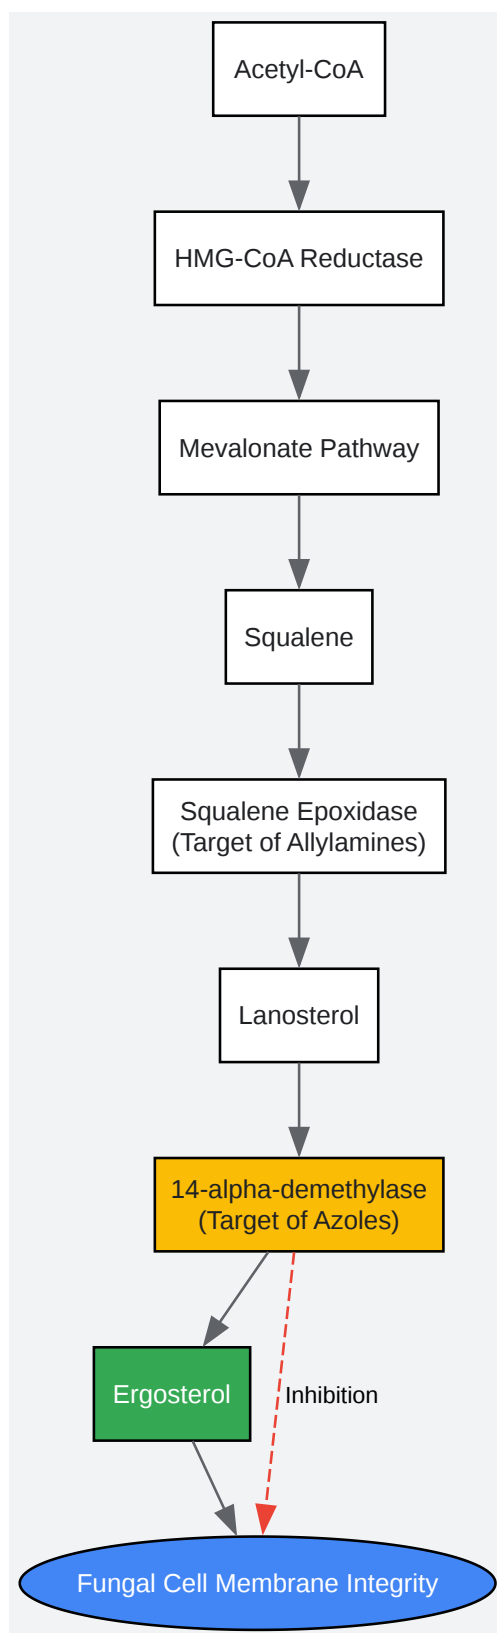 Acetyl-CoA
HMG-CoA Reductase
Mevalonate Pathway
Squalene
Squalene Epoxidase
(Target of Allylamines)
Lanosterol
14-alpha-demethylase
(Target of Azoles)
Ergosterol
Inhibition
Fungal Cell Membrane Integrity